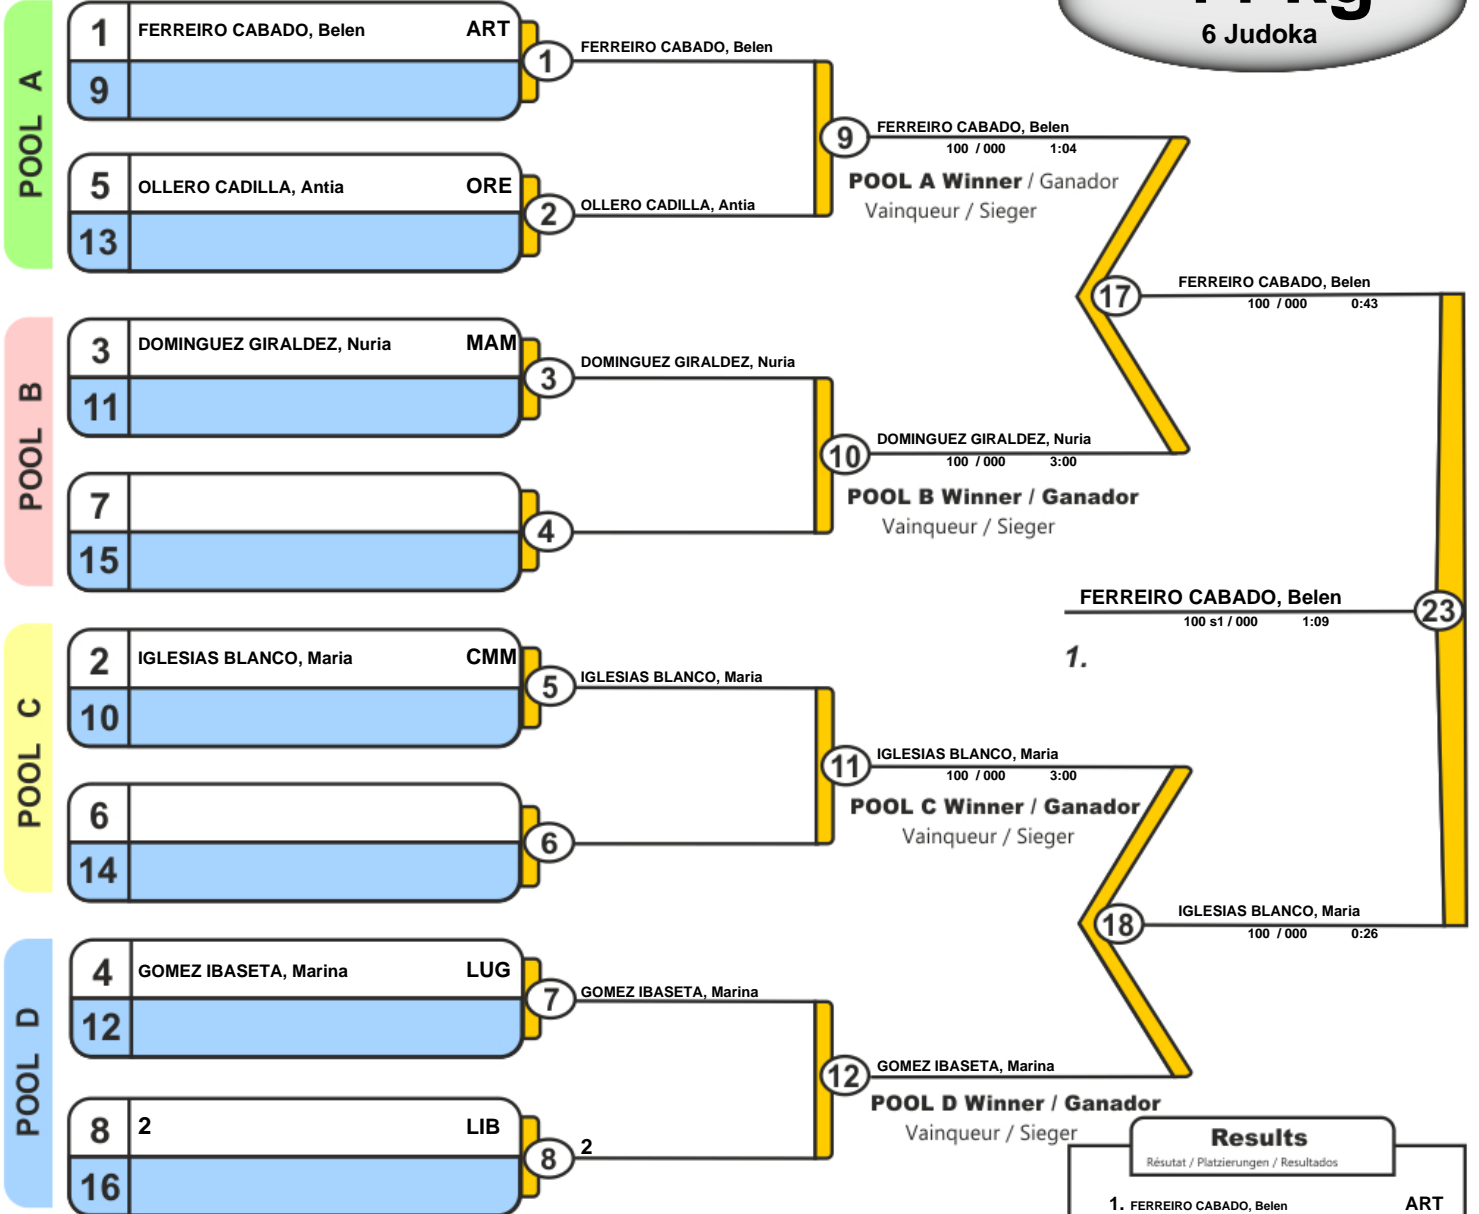 kg
6 Judoka
POOL A
1 FERREIRO CABADO, Belen ART
9
5 OLLERO CADILLA, Antia ORE
13
1 FERREIRO CABADO, Belen
2 OLLERO CADILLA, Antia
9 FERREIRO CABADO, Belen
100 / 000 1:04
POOL A Winner / Ganador
Vainqueur / Sieger
POOL B
3 DOMINGUEZ GIRALDEZ, Nuria MAM
11
7
15
3 DOMINGUEZ GIRALDEZ, Nuria
4
10 DOMINGUEZ GIRALDEZ, Nuria
100 / 000 3:00
POOL B Winner / Ganador
Vainqueur / Sieger
17 FERREIRO CABADO, Belen
100 / 000 0:43
FERREIRO CABADO, Belen 23
100 s1 / 000 1:09
1.
POOL C
2 IGLESIAS BLANCO, Maria CMM
10
6
14
5 IGLESIAS BLANCO, Maria
6
11 IGLESIAS BLANCO, Maria
100 / 000 3:00
POOL C Winner / Ganador
Vainqueur / Sieger
18 IGLESIAS BLANCO, Maria
100 / 000 0:26
POOL D
4 GOMEZ IBASETA, Marina LUG
12
8 2 LIB
16
7 GOMEZ IBASETA, Marina
8 2
12 GOMEZ IBASETA, Marina
POOL D Winner / Ganador
Vainqueur / Sieger
Results
Résutat / Platzierungen / Resultados
1. FERREIRO CABADO, Belen ART